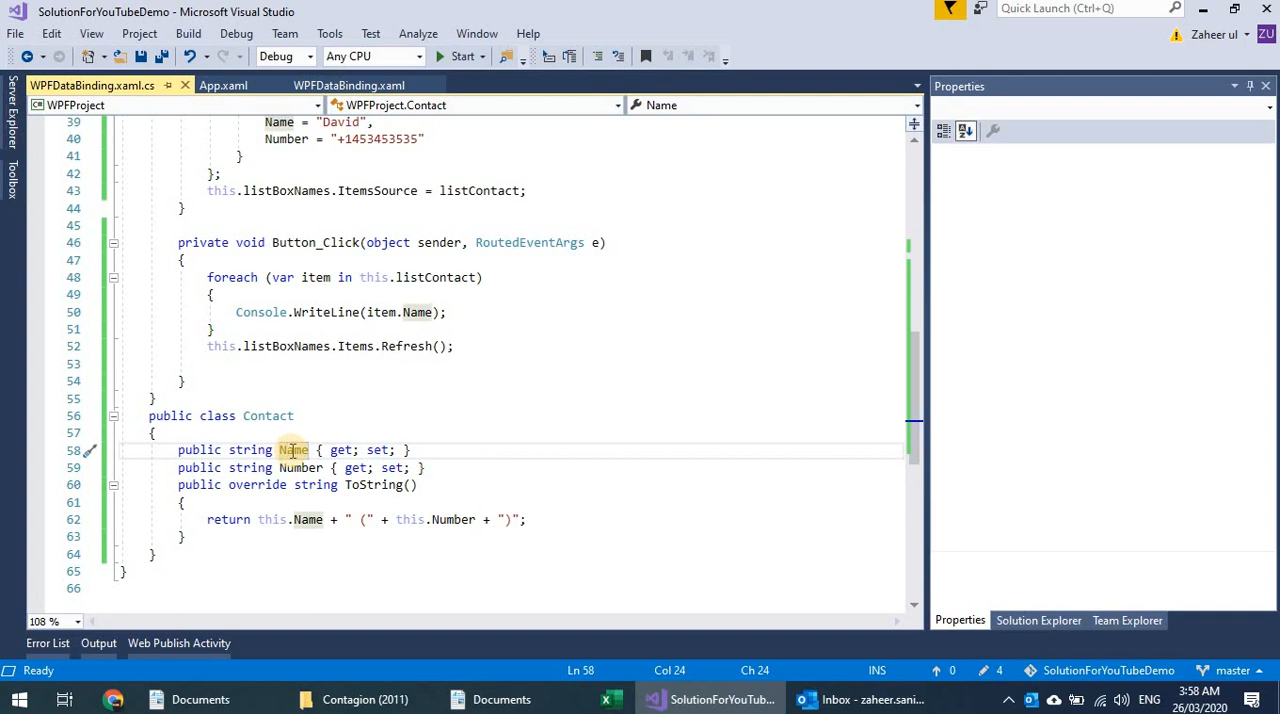 SolutionForYouTubeDemo - Microsoft Visual Studio
Quick Launch (Ctrl+Q)
File Edit View Project Build Debug Team Tools Test Analyze Window Help
Zaheer ul ZU
Debug Any CPU Start
Server Explorer
Toolbox
WPFDataBinding.xaml.cs App.xaml WPFDataBinding.xaml
WPFProject WPFProject.Contact Name
39 Name = "David",
40 Number = "+1453453535"
41 }
42 };
43 this.listBoxNames.ItemsSource = listContact;
44 }
45
46 private void Button_Click(object sender, RoutedEventArgs e)
47 {
48 foreach (var item in this.listContact)
49 {
50 Console.WriteLine(item.Name);
51 }
52 this.listBoxNames.Items.Refresh();
53
54 }
55 }
56 public class Contact
57 {
58 public string Name { get; set; }
59 public string Number { get; set; }
60 public override string ToString()
61 {
62 return this.Name + " (" + this.Number + ")";
63 }
64 }
65 }
66
108 %
Properties
Properties Solution Explorer Team Explorer
Error List Output Web Publish Activity
Ready Ln 58 Col 24 Ch 24 INS 0 4 SolutionForYouTubeDemo master
Documents Contagion (2011) Documents SolutionForYouTub... Inbox - zaheer.sani... ENG 3:58 AM
26/03/2020